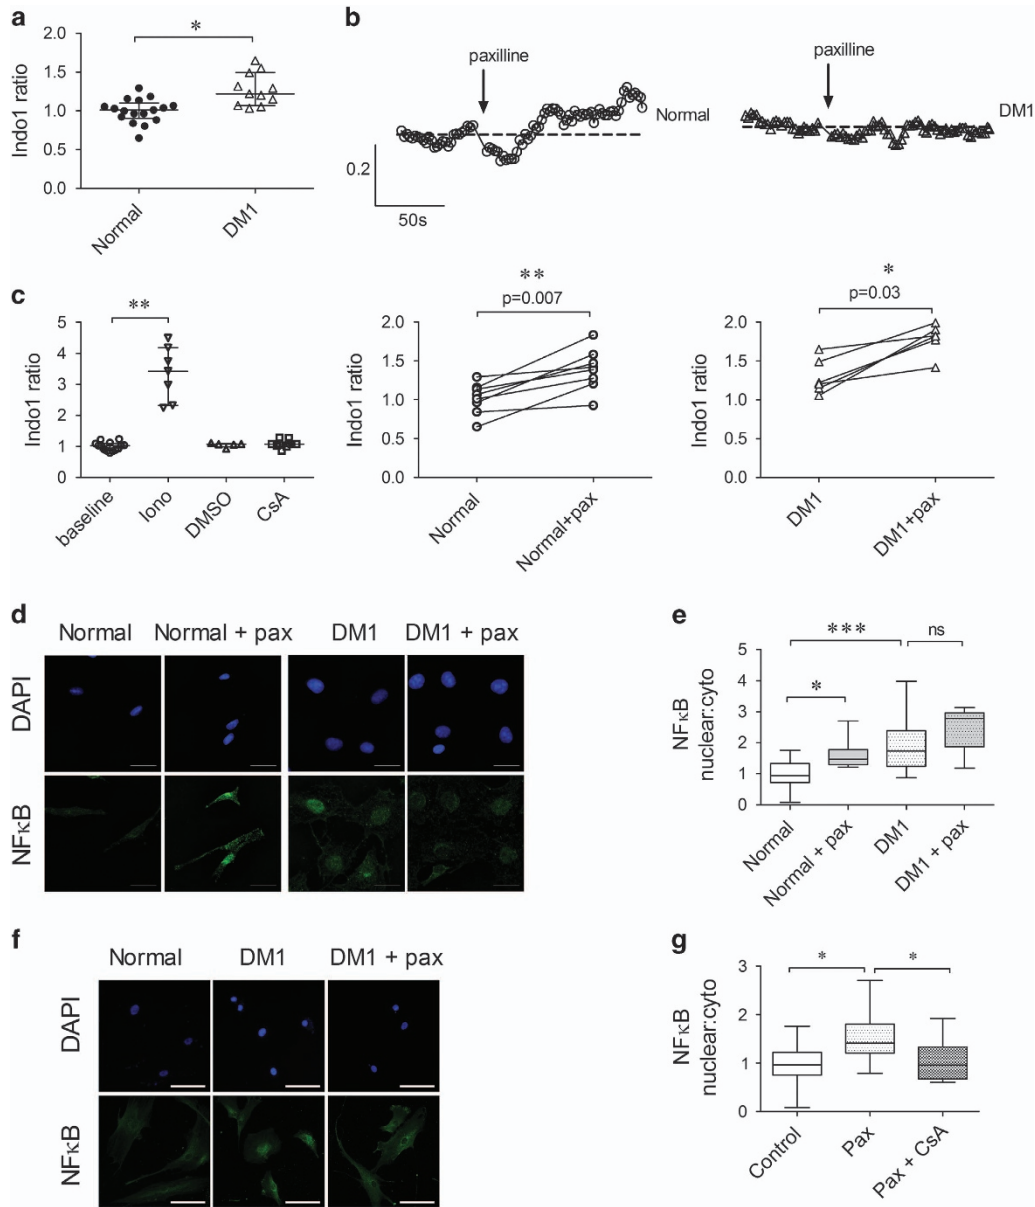 a
*
Indo1 ratio
2.0
1.5
1.0
0.5
0.0
Normal
DM1
b
paxilline
Normal
0.2
50s
paxilline
DM1
c
**
Indo1 ratio
5
4
3
2
1
0
baseline
Iono
DMSO
CsA
**
p=0.007
Indo1 ratio
2.0
1.5
1.0
0.5
0.0
Normal
Normal+pax
*
p=0.03
Indo1 ratio
2.0
1.5
1.0
0.5
0.0
DM1
DM1+pax
d
Normal Normal + pax DM1 DM1 + pax
DAPI
NFκB
e
***
ns
*
NFκB
nuclear:cyto
5
4
3
2
1
0
Normal
Normal + pax
DM1
DM1 + pax
f
Normal DM1 DM1 + pax
DAPI
NFκB
g
* *
NFκB
nuclear:cyto
3
2
1
0
Control
Pax
Pax + CsA